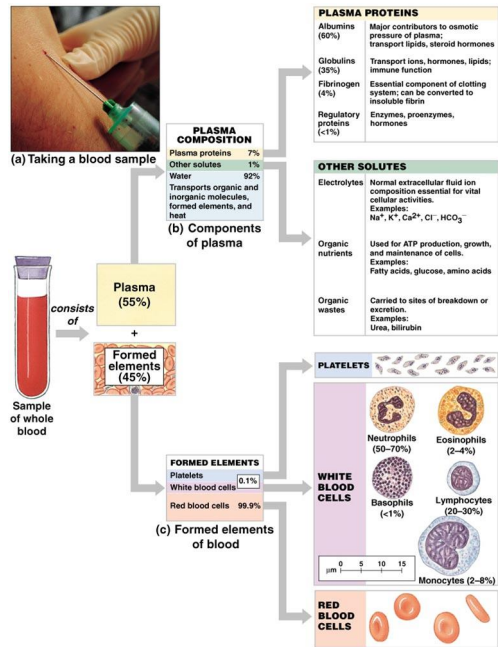 PLASMA PROTEINS
Albumins
(60%)
Major contributors to osmotic
pressure of plasma;
transport lipids, steroid hormones
Globulins
(35%)
Transport ions, hormones, lipids;
immune function
Fibrinogen
(4%)
Essential component of clotting
system; can be converted to
insoluble fibrin
Regulatory
proteins
(<1%)
Enzymes, proenzymes,
hormones
(a) Taking a blood sample
PLASMA
COMPOSITION
Plasma proteins 7%
Other solutes 1%
Water 92%
Transports organic and
inorganic molecules,
formed elements, and
heat
(b) Components
of plasma
OTHER SOLUTES
Electrolytes
Normal extracellular fluid ion
composition essential for vital
cellular activities.
Examples:
Na⁺, K⁺, Ca²⁺, Cl⁻, HCO₃⁻
Organic
nutrients
Used for ATP production, growth,
and maintenance of cells.
Examples:
Fatty acids, glucose, amino acids
Organic
wastes
Carried to sites of breakdown or
excretion.
Examples:
Urea, bilirubin
consists
of
Plasma
(55%)
+
Formed
elements
(45%)
Sample
of whole
blood
PLATELETS
FORMED ELEMENTS
Platelets
White blood cells
0.1%
Red blood cells 99.9%
(c) Formed elements
of blood
WHITE
BLOOD
CELLS
Neutrophils
(50–70%)
Eosinophils
(2–4%)
Basophils
(<1%)
Lymphocytes
(20–30%)
0 5 10 15
µm
Monocytes (2–8%)
RED
BLOOD
CELLS